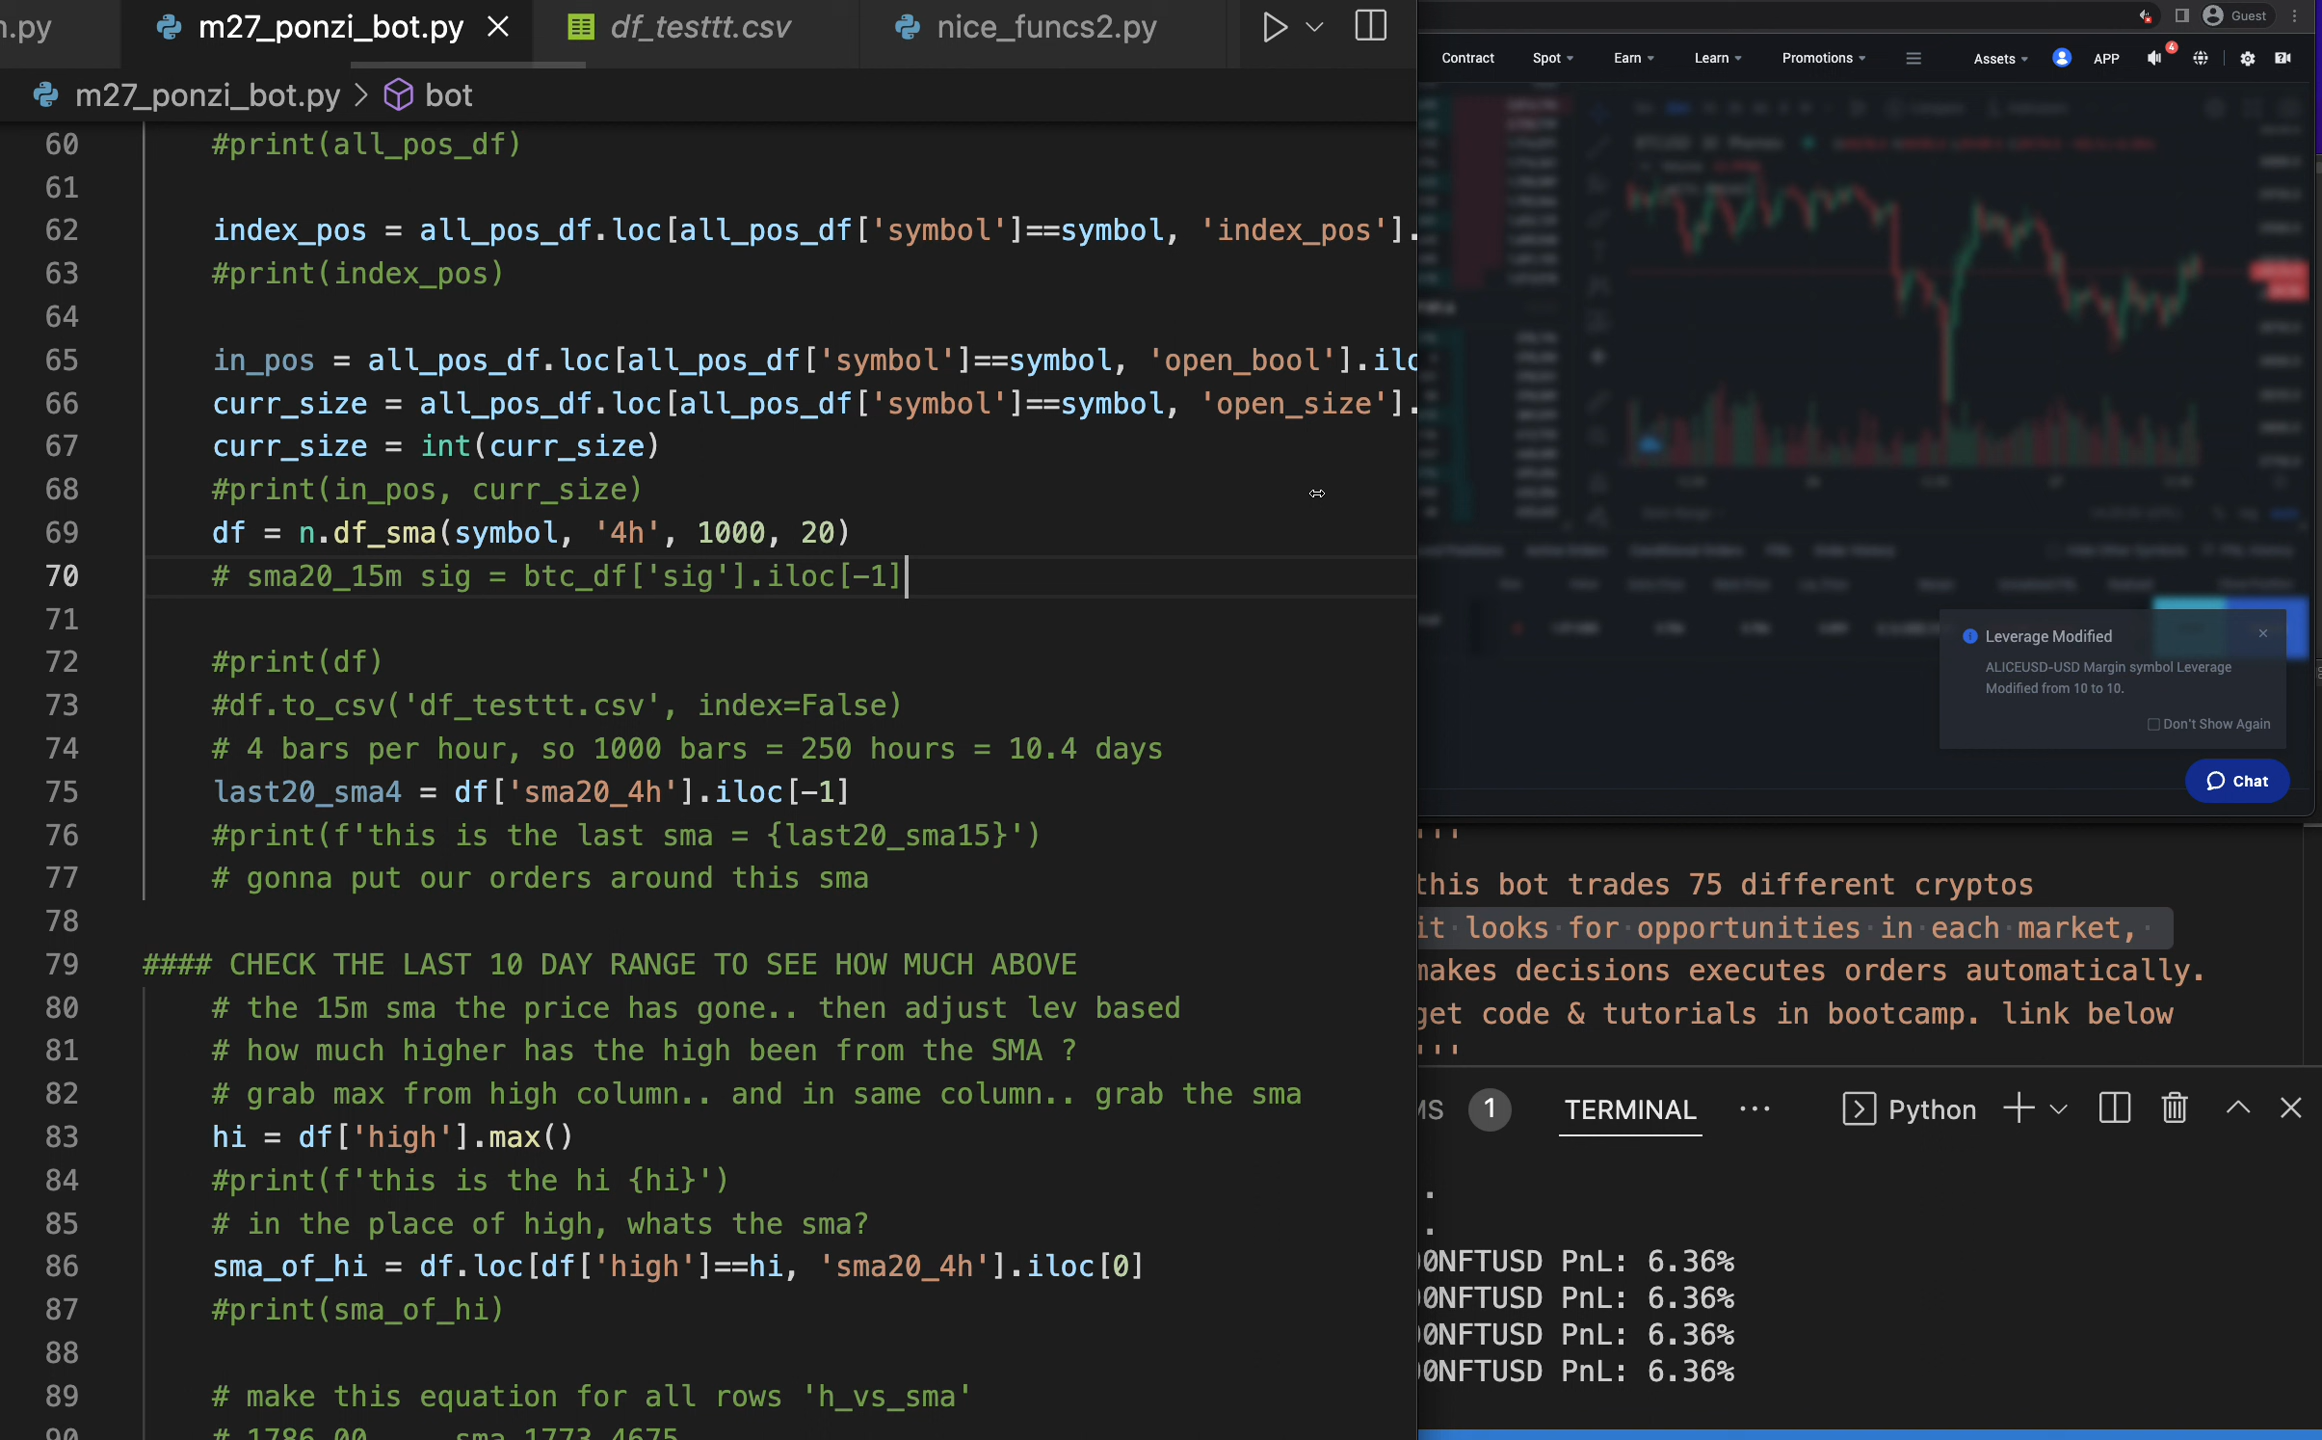 n.py
m27_ponzi_bot.py
df_testtt.csv
nice_funcs2.py
m27_ponzi_bot.py > bot
60 #print(all_pos_df)
61
62 index_pos = all_pos_df.loc[all_pos_df['symbol']==symbol, 'index_pos'].
63 #print(index_pos)
64
65 in_pos = all_pos_df.loc[all_pos_df['symbol']==symbol, 'open_bool'].ilo
66 curr_size = all_pos_df.loc[all_pos_df['symbol']==symbol, 'open_size'].
67 curr_size = int(curr_size)
68 #print(in_pos, curr_size)
69 df = n.df_sma(symbol, '4h', 1000, 20)
70 # sma20_15m sig = btc_df['sig'].iloc[-1]
71
72 #print(df)
73 #df.to_csv('df_testtt.csv', index=False)
74 # 4 bars per hour, so 1000 bars = 250 hours = 10.4 days
75 last20_sma4 = df['sma20_4h'].iloc[-1]
76 #print(f'this is the last sma = {last20_sma15}')
77 # gonna put our orders around this sma
78
79 #### CHECK THE LAST 10 DAY RANGE TO SEE HOW MUCH ABOVE
80 # the 15m sma the price has gone.. then adjust lev based
81 # how much higher has the high been from the SMA ?
82 # grab max from high column.. and in same column.. grab the sma
83 hi = df['high'].max()
84 #print(f'this is the hi {hi}')
85 # in the place of high, whats the sma?
86 sma_of_hi = df.loc[df['high']==hi, 'sma20_4h'].iloc[0]
87 #print(sma_of_hi)
88
89 # make this equation for all rows 'h_vs_sma'
90 # 1786.00 sma 1773.4675
Guest
Contract Spot Earn Learn Promotions Assets APP 4
Leverage Modified
ALICEUSD-USD Margin symbol Leverage
Modified from 10 to 10.
Don't Show Again
Chat
'''
this bot trades 75 different cryptos
it looks for opportunities in each market,
makes decisions executes orders automatically.
get code & tutorials in bootcamp. link below
'''
MS 1 TERMINAL ... Python
.
.
00NFTUSD PnL: 6.36%
00NFTUSD PnL: 6.36%
00NFTUSD PnL: 6.36%
00NFTUSD PnL: 6.36%